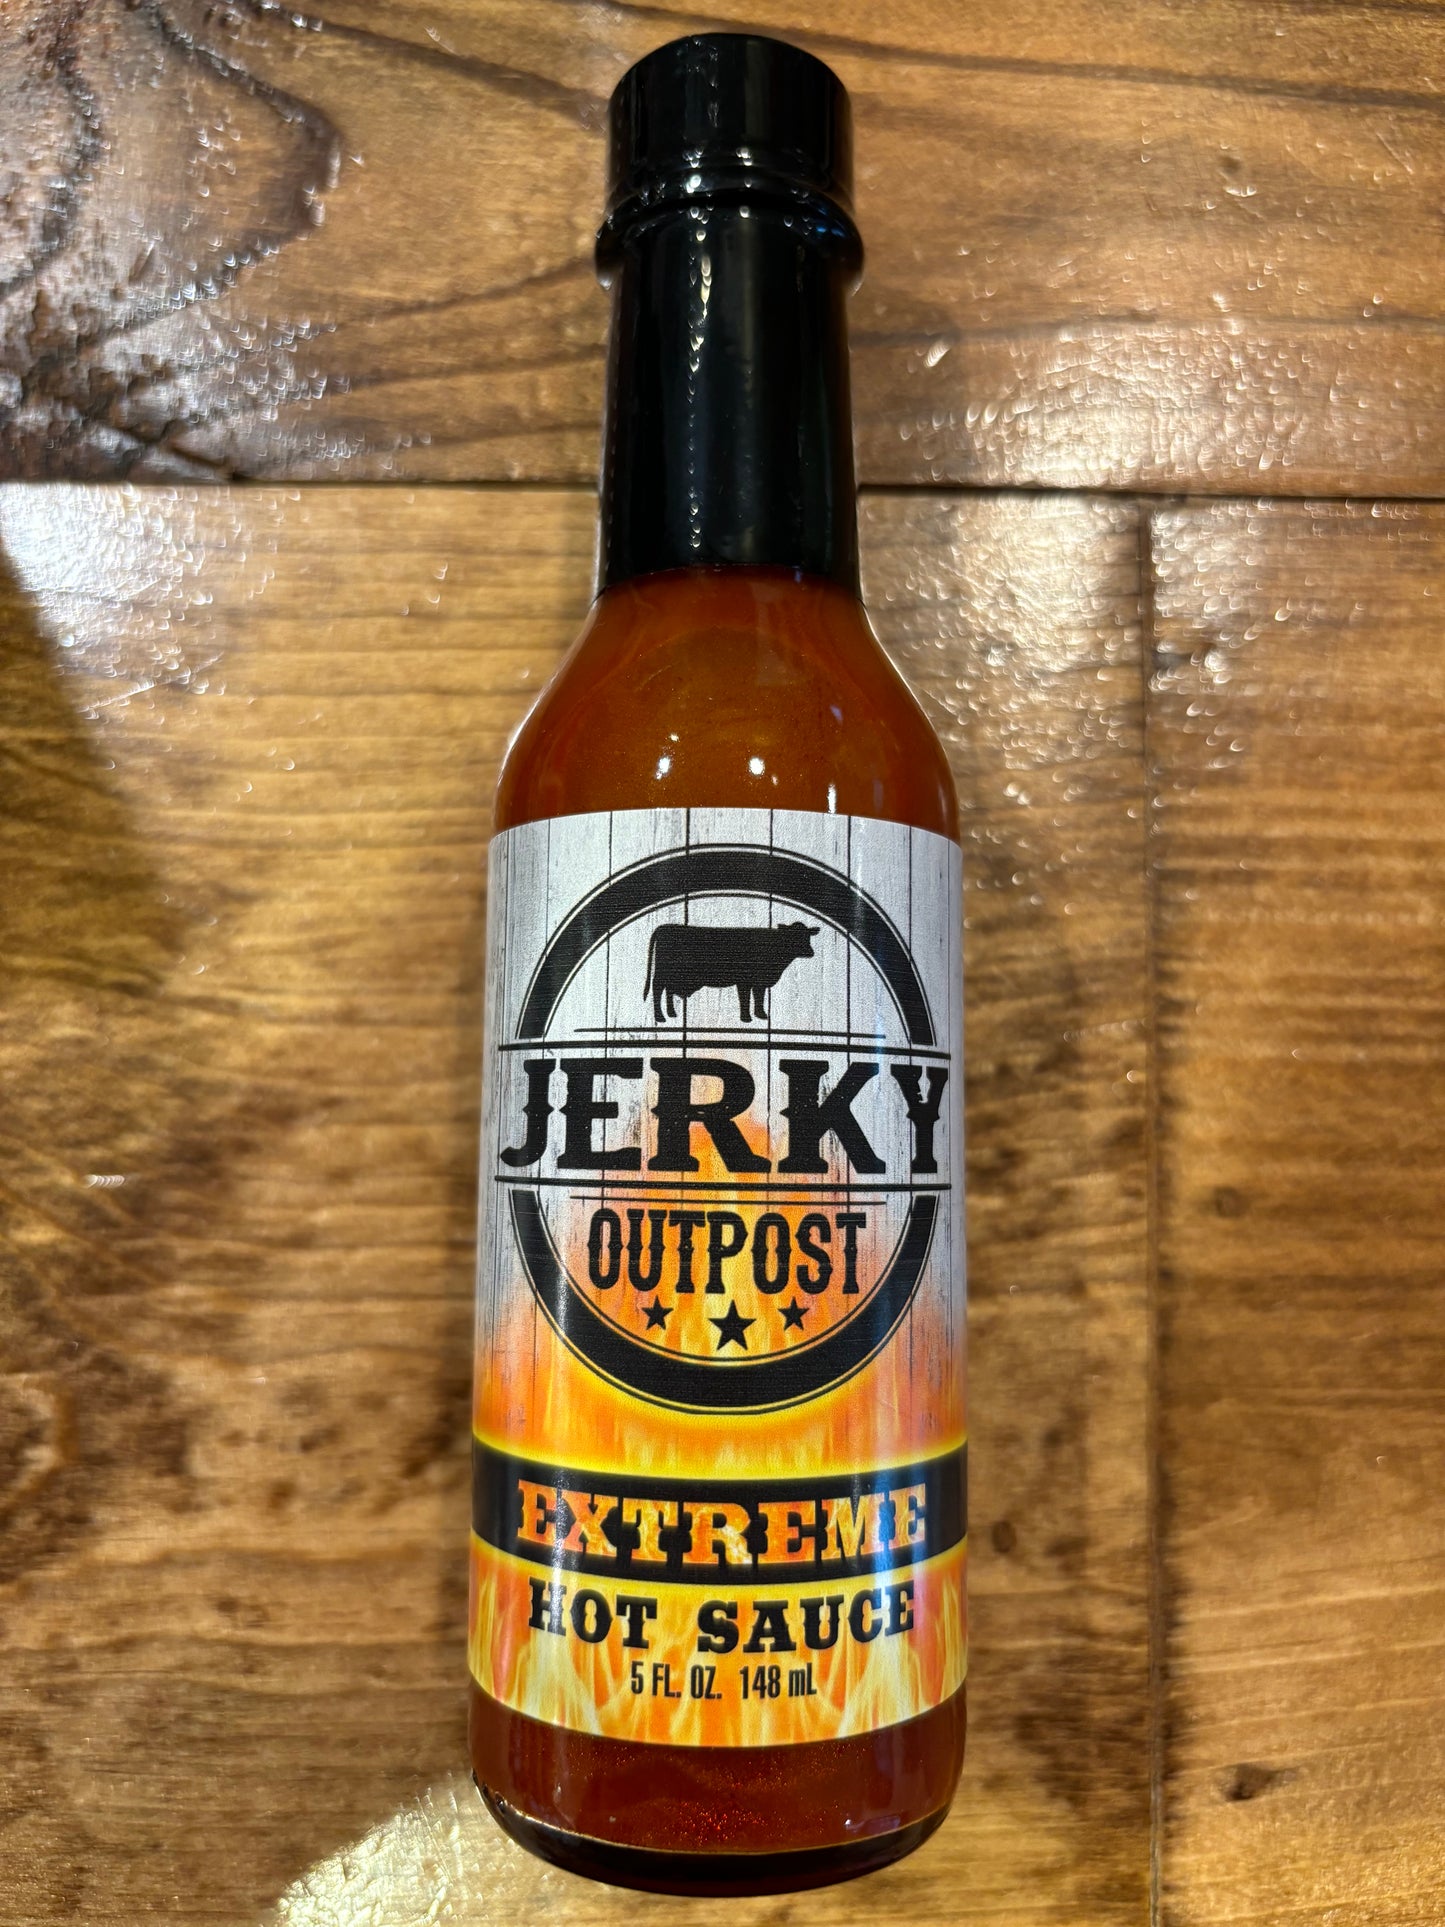 JERKY
OUTPOST
EXTREME
HOT SAUCE
5 FL. OZ. 148 mL